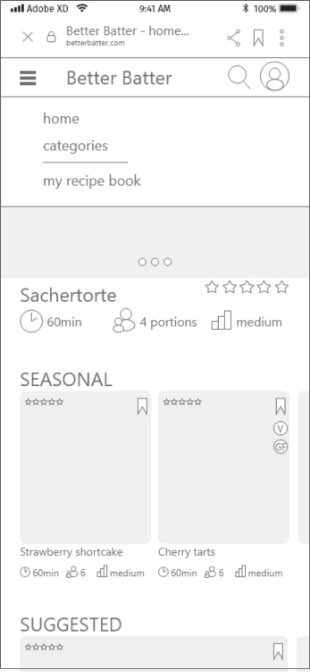 Adobe XD 9:41 AM 100%
Better Batter - home...
betterbatter.com
Better Batter
home
categories
my recipe book
Sachertorte
60min 4 portions medium
SEASONAL
V
GF
Strawberry shortcake Cherry tarts
60min 6 medium 60min 6 medium
SUGGESTED